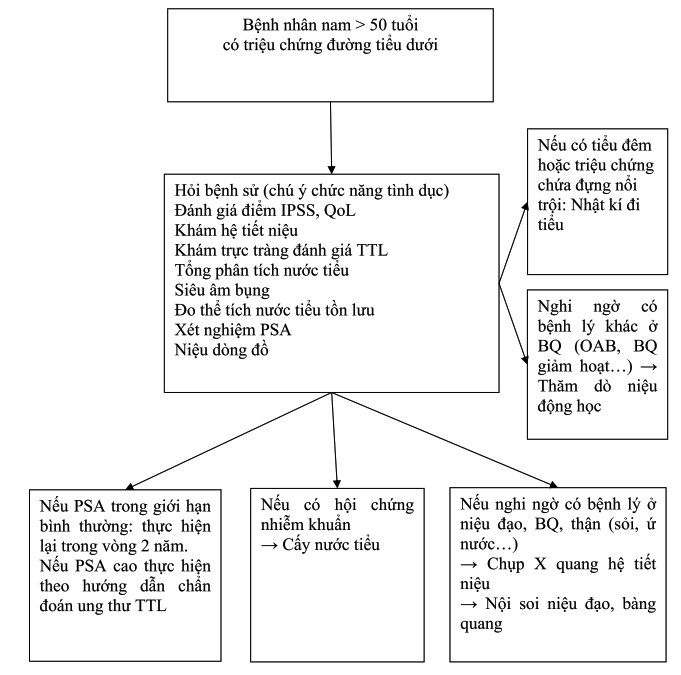 Bệnh nhân nam > 50 tuổi
có triệu chứng đường tiểu dưới
Hỏi bệnh sử (chú ý chức năng tình dục)
Đánh giá điểm IPSS, QoL
Khám hệ tiết niệu
Khám trực tràng đánh giá TTL
Tổng phân tích nước tiểu
Siêu âm bụng
Đo thể tích nước tiểu tồn lưu
Xét nghiệm PSA
Niệu dòng đồ
Nếu có tiểu đêm
hoặc triệu chứng
chứa đựng nổi
trội: Nhật kí đi
tiểu
Nghi ngờ có
bệnh lý khác ở
BQ (OAB, BQ
giảm hoạt…) →
Thăm dò niệu
động học
Nếu PSA trong giới hạn
bình thường: thực hiện
lại trong vòng 2 năm.
Nếu PSA cao thực hiện
theo hướng dẫn chẩn
đoán ung thư TTL
Nếu có hội chứng
nhiễm khuẩn
→ Cấy nước tiểu
Nếu nghi ngờ có bệnh lý ở
niệu đạo, BQ, thận (sỏi, ứ
nước…)
→ Chụp X quang hệ tiết
niệu
→ Nội soi niệu đạo, bàng
quang